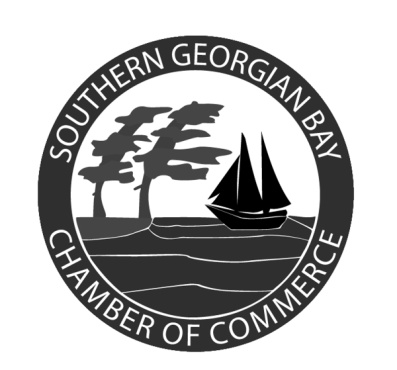 SOUTHERN GEORGIAN BAY
CHAMBER OF COMMERCE